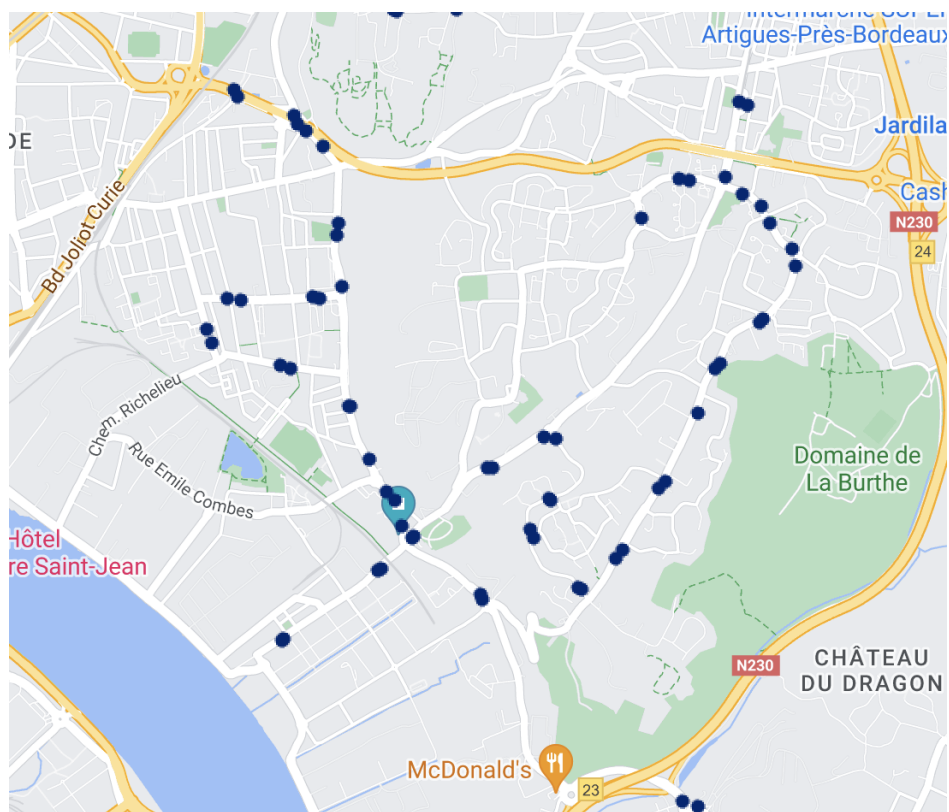 Artigues-Près-Bordeaux
DE
Jardila
Bd Joliot Curie
Cash
N230
24
Chem. Richelieu
Rue Emile Combes
Domaine de
La Burthe
Hôtel
re Saint-Jean
N230
CHÂTEAU
DU DRAGON
McDonald's
23